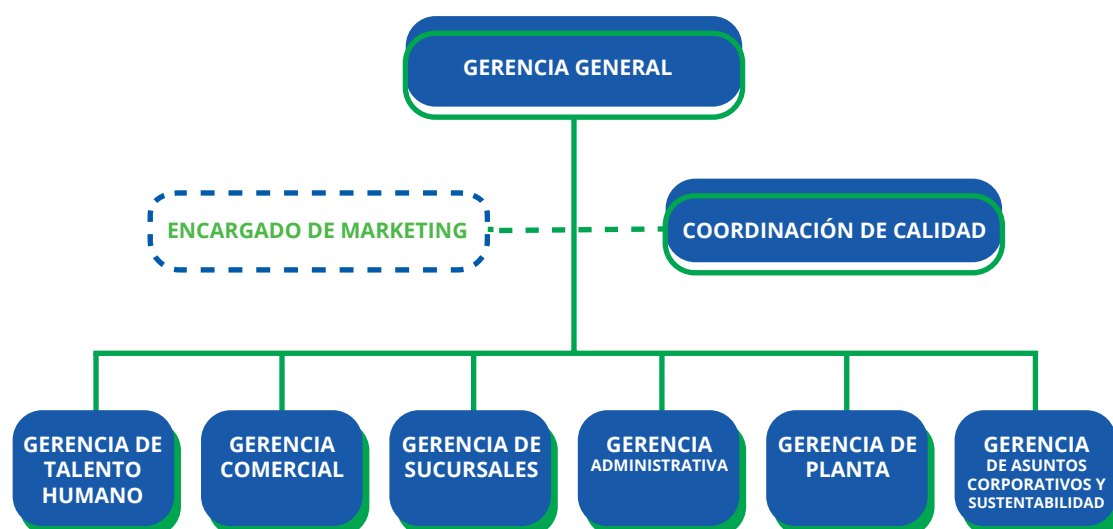 GERENCIA GENERAL
ENCARGADO DE MARKETING
COORDINACIÓN DE CALIDAD
GERENCIA DE
TALENTO
HUMANO
GERENCIA
COMERCIAL
GERENCIA DE
SUCURSALES
GERENCIA
ADMINISTRATIVA
GERENCIA DE
PLANTA
GERENCIA
DE ASUNTOS
CORPORATIVOS Y
SUSTENTABILIDAD